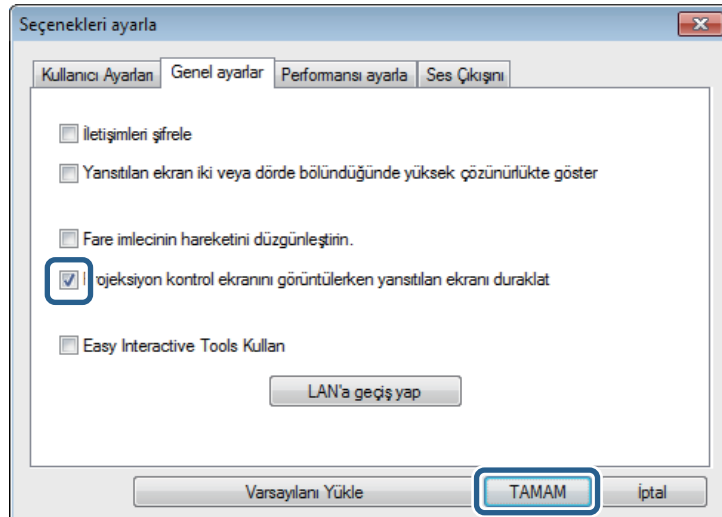 Seçenekleri ayarla
Kullanıcı Ayarları Genel ayarlar Performansı ayarla Ses Çıkışını
İletişimleri şifrele
Yansıtılan ekran iki veya dörde bölündüğünde yüksek çözünürlükte göster
Fare imlecinin hareketini düzgünleştirin.
Projeksiyon kontrol ekranını görüntülerken yansıtılan ekranı duraklat
Easy Interactive Tools Kullan
LAN'a geçiş yap
Varsayılanı Yükle TAMAM İptal